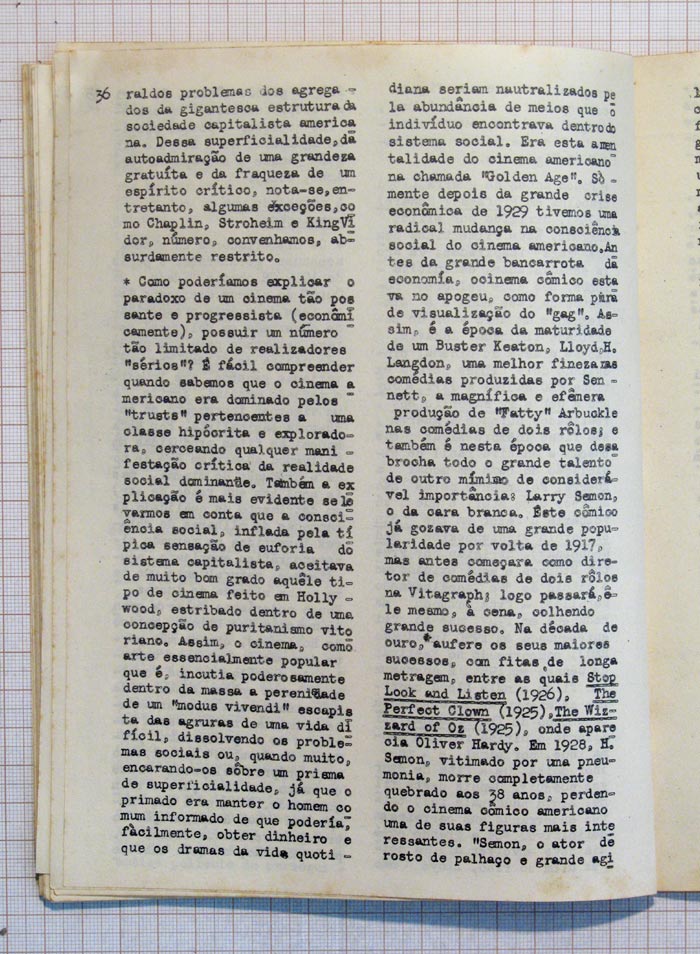 36
raldos problemas dos agrega -
dos da gigantesca estrutura da
sociedade capitalista america
na. Dessa superficialidade, da
autoadmiração de uma grandeza
gratuíta e da fraqueza de um
espírito crítico, nota-se, en-
tretanto, algumas exceções, co
mo Chaplin, Stroheim e King Vi
dor, número, convenhamos, ab-
surdamente restrito.
* Como poderíamos explicar o
paradoxo de um cinema tão pos
sante e progressista (econômi
camente), possuir um número
tão limitado de realizadores
"sérios"? É fácil compreender
quando sabemos que o cinema a
mericano era dominado pelos
"trusts" pertencentes a uma
classe hipócrita e explorado-
ra, cerceando qualquer mani -
festação crítica da realidade
social dominante. Também a ex
plicação é mais evidente se le
varmos em conta que a consci-
ência social, inflada pela tí
pica sensação de euforia do
sistema capitalista, aceitava
de muito bom grado aquêle ti-
po de cinema feito em Holly -
wood, estribado dentro de uma
concepção de puritanismo vito
riano. Assim, o cinema, como
arte essencialmente popular
que é, incutia poderosamente
dentro da massa a perenidade
de um "modus vivendi" escapis
ta das agruras de uma vida di
fícil, dissolvendo os proble-
mas sociais ou, quando muito,
encarando-os sôbre um prisma
de superficialidade, já que o
primado era manter o homem co
mum informado de que poderia,
fàcilmente, obter dinheiro e
que os dramas da vida quoti -
diana seriam nautralizados pe
la abundância de meios que o
indivíduo encontrava dentro do
sistema social. Era esta a men
talidade do cinema americano
na chamada "Golden Age". Sò -
mente depois da grande crise
econômica de 1929 tivemos uma
radical mudança na consciência
social do cinema americano. An
tes da grande bancarrota da
economia, ocinema cômico esta
va no apogeu, como forma pura
de visualização do "gag". As-
sim, é a época da maturidade
de um Buster Keaton, Lloyd, H.
Langdon, uma melhor fineza nas
comédias produzidas por Sen -
nett, a magnífica e efêmera
produção de "Fatty" Arbuckle
nas comédias de dois rôlos; e
também é nesta época que desa
brocha todo o grande talento
de outro mímimo de considerá-
vel importância: Larry Semon,
o da cara branca. Êste cômico
já gozava de uma grande popu-
laridade por volta de 1917,
mas antes começara como dire-
tor de comédias de dois rôlos
na Vitagraph; logo passará, ê-
le mesmo, à cena, colhendo
grande sucesso. Na década de
ouro, aufere os seus maiores
sucessos, com fitas de longa
metragem, entre as quais Stop
Look and Listen (1926), The
Perfect Clown (1925), The Wiz-
zard of Oz (1925), onde apare
cia Oliver Hardy. Em 1928, H.
Semon, vitimado por uma pneu-
monia, morre completamente
quebrado aos 38 anos, perden-
do o cinema cômico americano
uma de suas figuras mais inte
ressantes. "Semon, o ator de
rosto de palhaço e grande agi